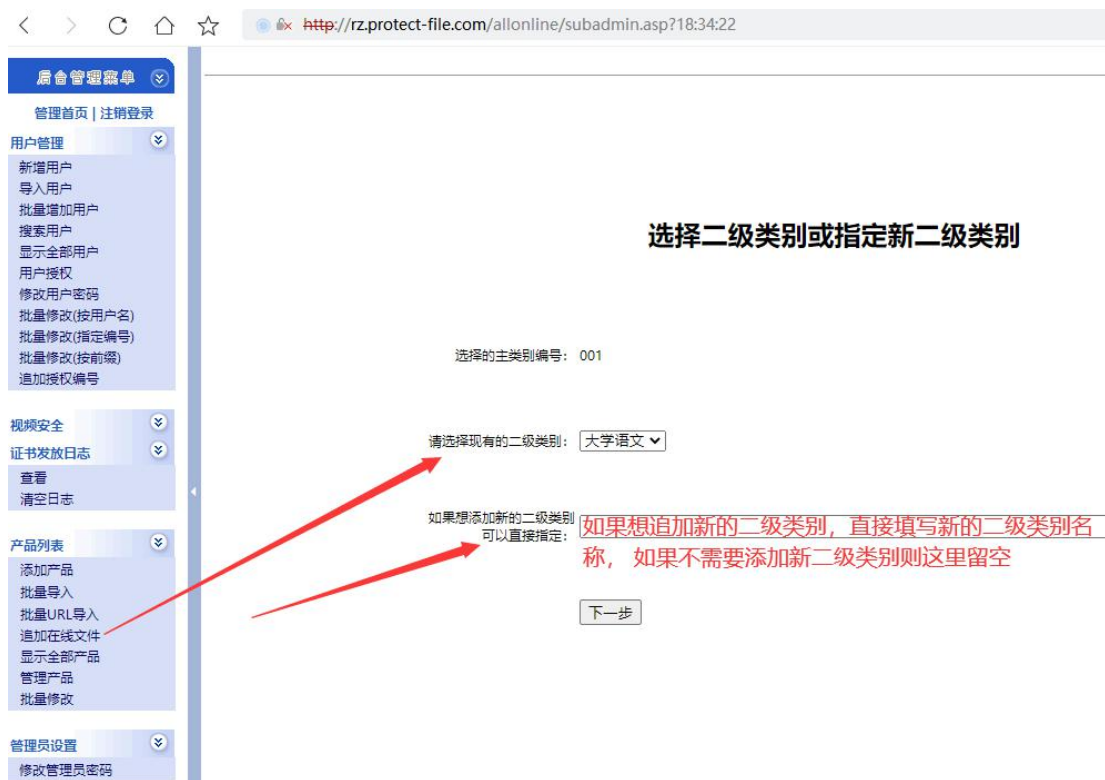 http://rz.protect-file.com/allonline/subadmin.asp?18:34:22
后台管理菜单
管理首页 | 注销登录
用户管理
新增用户
导入用户
批量增加用户
搜索用户
显示全部用户
用户授权
修改用户密码
批量修改(按用户名)
批量修改(指定编号)
批量修改(按前缀)
追加授权编号
视频安全
证书发放日志
查看
清空日志
产品列表
添加产品
批量导入
批量URL导入
追加在线文件
显示全部产品
管理产品
批量修改
管理员设置
修改管理员密码
选择二级类别或指定新二级类别
选择的主类别编号： 001
请选择现有的二级类别： 大学语文
如果想添加新的二级类别
可以直接指定：
如果想追加新的二级类别，直接填写新的二级类别名
称， 如果不需要添加新二级类别则这里留空
下一步